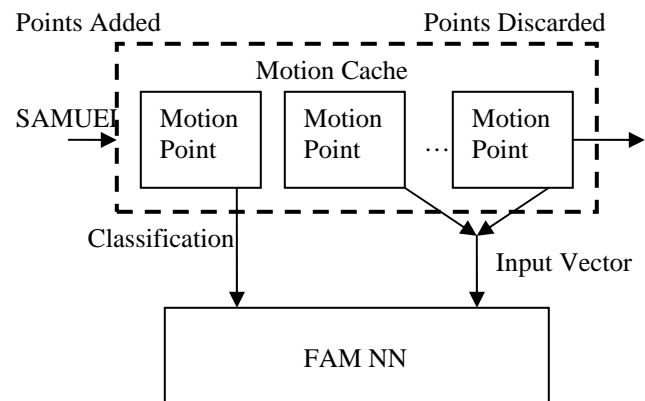 Points Added
Points Discarded
Motion Cache
SAMUEL
Motion
Point
Motion
Point
...
Motion
Point
Classification
Input Vector
FAM NN